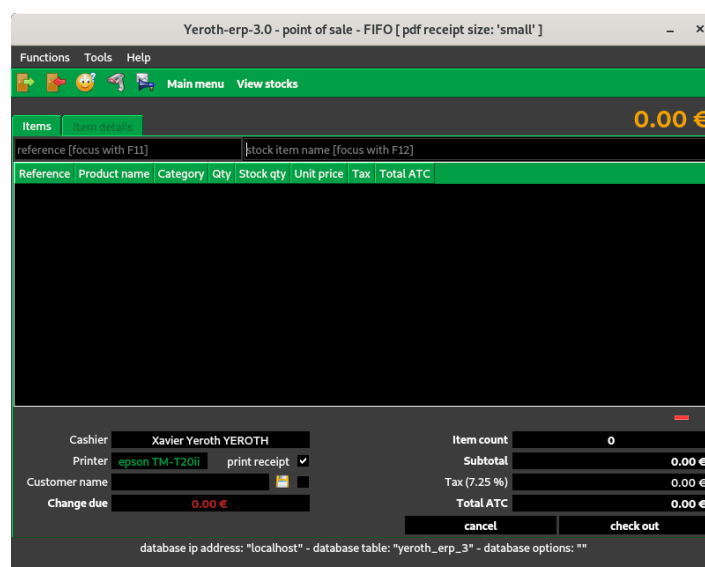 Yeroth-erp-3.0 - point of sale - FIFO [ pdf receipt size: 'small' ]
Functions Tools Help
Main menu View stocks
0.00 €
Items Item details
reference [focus with F11] stock item name [focus with F12]
Reference Product name Category Qty Stock qty Unit price Tax Total ATC
Cashier Xavier Yeroth YEROTH Item count 0
Printer epson TM-T20ii print receipt Subtotal 0.00 €
Customer name Tax (7.25 %) 0.00 €
Change due 0.00 € Total ATC 0.00 €
cancel check out
database ip address: "localhost" - database table: "yeroth_erp_3" - database options: ""